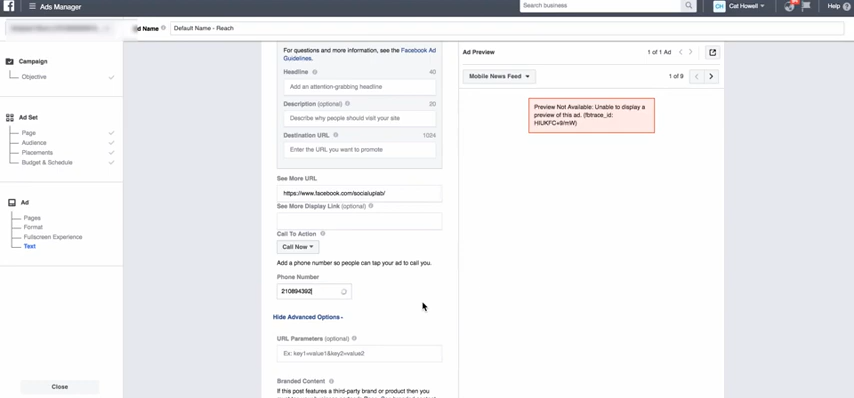 Ads Manager
Search business
CH Cat Howell
Help
d Name
Default Name - Reach
Campaign
Objective
Ad Set
Page
Audience
Placements
Budget & Schedule
Ad
Pages
Format
Fullscreen Experience
Text
Close
For questions and more information, see the Facebook Ad
Guidelines.
Headline
40
Add an attention-grabbing headline
Description (optional)
20
Describe why people should visit your site
Destination URL
1024
Enter the URL you want to promote
See More URL
https://www.facebook.com/socialuplab/
See More Display Link (optional)
Call To Action
Call Now
Add a phone number so people can tap your ad to call you.
Phone Number
210894392
Hide Advanced Options
URL Parameters (optional)
Ex: key1=value1&key2=value2
Branded Content
If this post features a third-party brand or product then you
Ad Preview
1 of 1 Ad
Mobile News Feed
1 of 9
Preview Not Available: Unable to display a
preview of this ad. (fbtrace_id:
HIUKFC+9/mW)